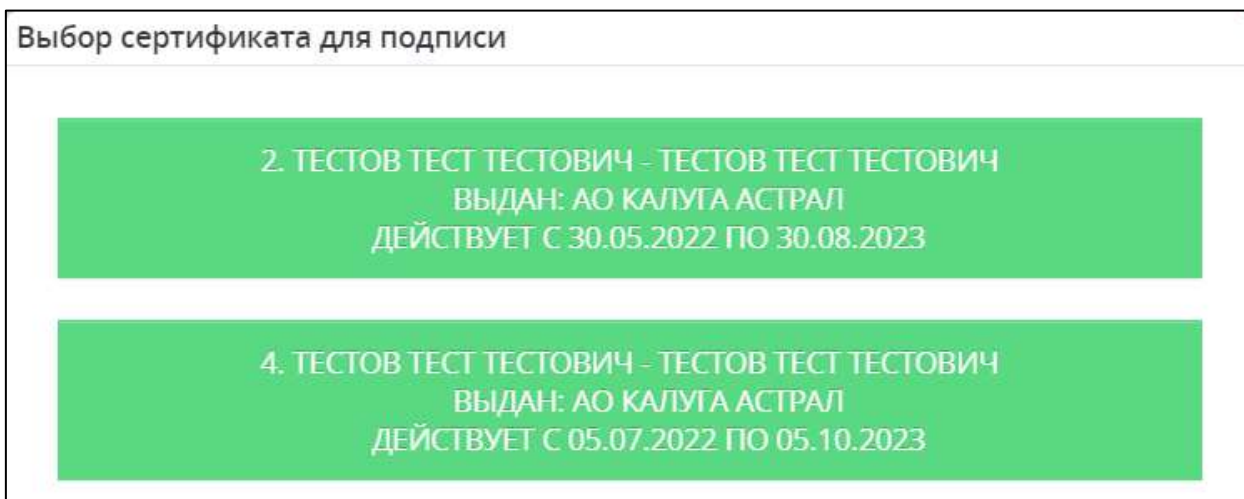 Выбор сертификата для подписи
2. ТЕСТОВ ТЕСТ ТЕСТОВИЧ - ТЕСТОВ ТЕСТ ТЕСТОВИЧ
ВЫДАН: АО КАЛУГА АСТРАЛ
ДЕЙСТВУЕТ С 30.05.2022 ПО 30.08.2023
4. ТЕСТОВ ТЕСТ ТЕСТОВИЧ - ТЕСТОВ ТЕСТ ТЕСТОВИЧ
ВЫДАН: АО КАЛУГА АСТРАЛ
ДЕЙСТВУЕТ С 05.07.2022 ПО 05.10.2023